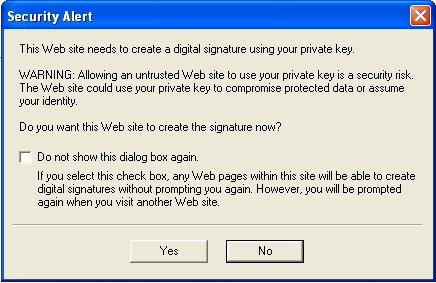 Security Alert
This Web site needs to create a digital signature using your private key.
WARNING: Allowing an untrusted Web site to use your private key is a security risk.
The Web site could use your private key to compromise protected data or assume
your identity.
Do you want this Web site to create the signature now?
Do not show this dialog box again.
If you select this check box, any Web pages within this site will be able to create
digital signatures without prompting you again. However, you will be prompted
again when you visit another Web site.
Yes
No